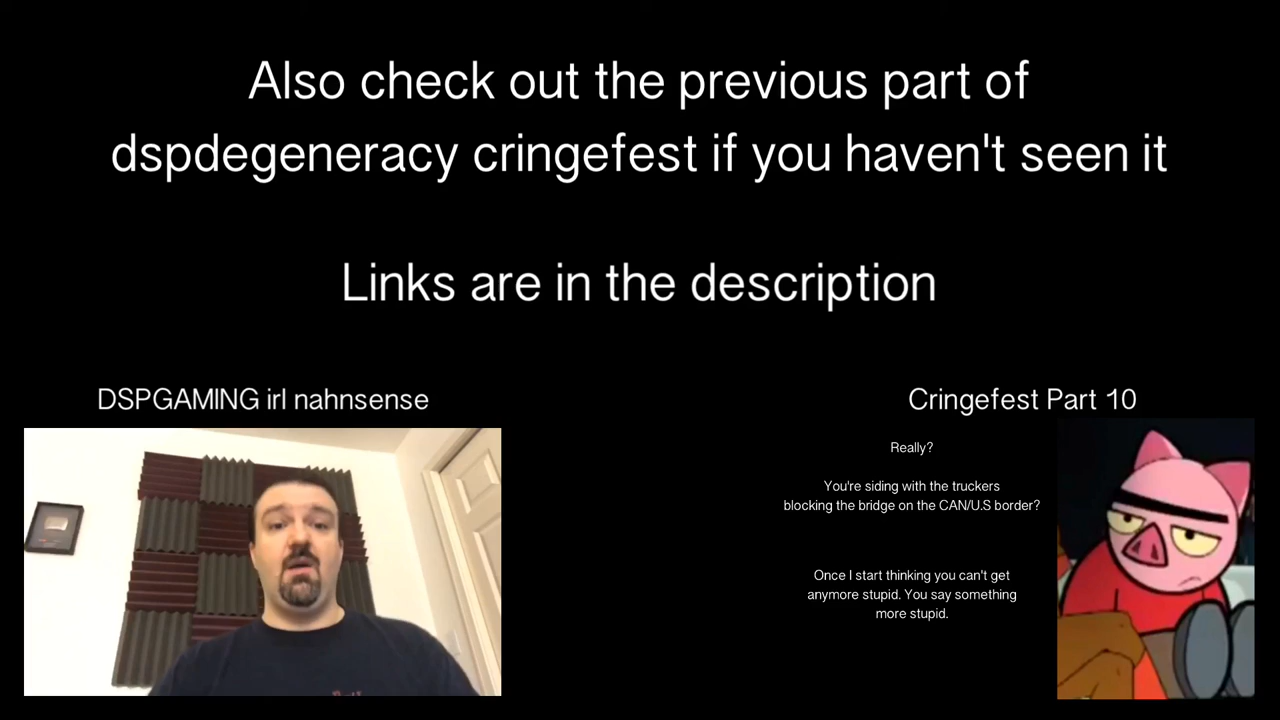 Also check out the previous part of
dspdegeneracy cringefest if you haven't seen it
Links are in the description
DSPGAMING irl nahnsense
Cringefest Part 10
Really?
You're siding with the truckers
blocking the bridge on the CAN/U.S border?
Once I start thinking you can't get
anymore stupid. You say something
more stupid.